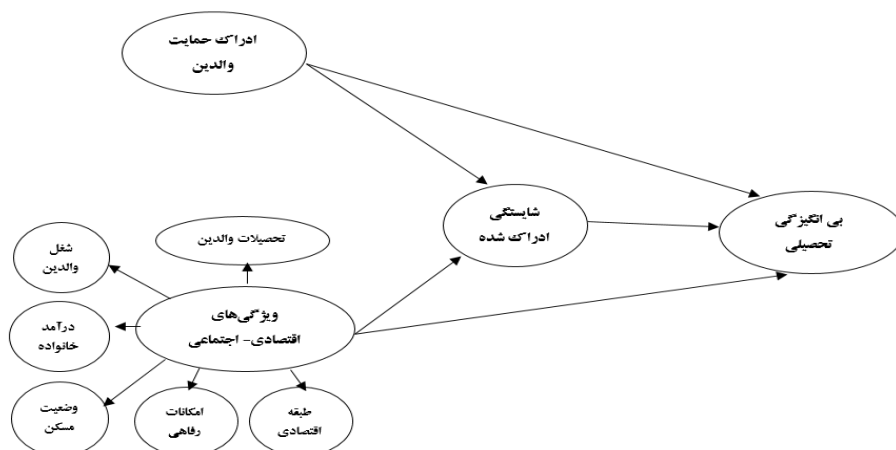 ادراک حمایت
والدین
شایستگی
ادراک شده
بی انگیزگی
تحصیلی
تحصیلات والدین
شغل
والدین
ویژگی‌های
اقتصادی- اجتماعی
درآمد
خانواده
وضعیت
مسکن
امکانات
رفاهی
طبقه
اقتصادی